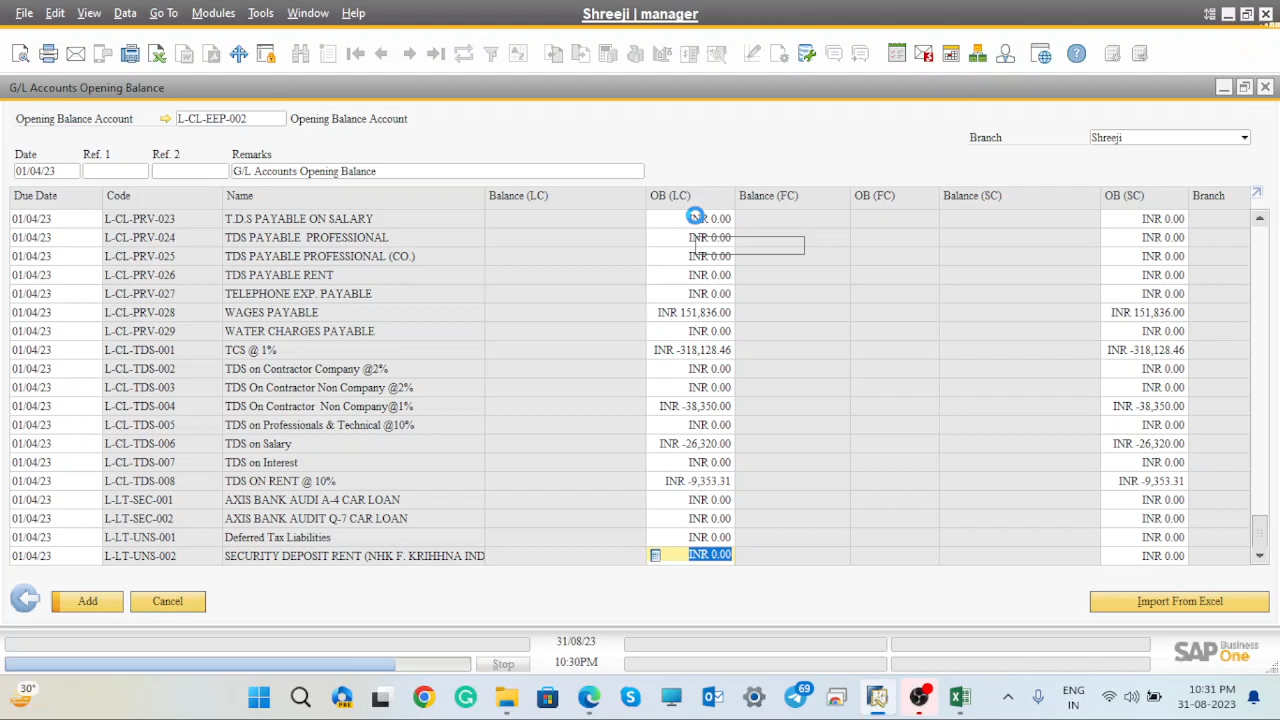 File Edit View Data Go To Modules Tools Window Help Shreeji | manager
G/L Accounts Opening Balance
Opening Balance Account L-CL-EEP-002 Opening Balance Account
Branch Shreeji
Date Ref. 1 Ref. 2 Remarks
01/04/23 G/L Accounts Opening Balance
Due Date Code Name Balance (LC) OB (LC) Balance (FC) OB (FC) Balance (SC) OB (SC) Branch
01/04/23 L-CL-PRV-023 T.D.S PAYABLE ON SALARY INR 0.00 INR 0.00
01/04/23 L-CL-PRV-024 TDS PAYABLE PROFESSIONAL INR 0.00 INR 0.00
01/04/23 L-CL-PRV-025 TDS PAYABLE PROFESSIONAL (CO.) INR 0.00 INR 0.00
01/04/23 L-CL-PRV-026 TDS PAYABLE RENT INR 0.00 INR 0.00
01/04/23 L-CL-PRV-027 TELEPHONE EXP. PAYABLE INR 0.00 INR 0.00
01/04/23 L-CL-PRV-028 WAGES PAYABLE INR 151,836.00 INR 151,836.00
01/04/23 L-CL-PRV-029 WATER CHARGES PAYABLE INR 0.00 INR 0.00
01/04/23 L-CL-TDS-001 TCS @ 1% INR -318,128.46 INR -318,128.46
01/04/23 L-CL-TDS-002 TDS on Contractor Company @2% INR 0.00 INR 0.00
01/04/23 L-CL-TDS-003 TDS On Contractor Non Company@2% INR 0.00 INR 0.00
01/04/23 L-CL-TDS-004 TDS On Contractor Non Company@1% INR -38,350.00 INR -38,350.00
01/04/23 L-CL-TDS-005 TDS on Professionals & Technical @10% INR 0.00 INR 0.00
01/04/23 L-CL-TDS-006 TDS on Salary INR -26,320.00 INR -26,320.00
01/04/23 L-CL-TDS-007 TDS on Interest INR 0.00 INR 0.00
01/04/23 L-CL-TDS-008 TDS ON RENT @ 10% INR -9,353.31 INR -9,353.31
01/04/23 L-LT-SEC-001 AXIS BANK AUDI A-4 CAR LOAN INR 0.00 INR 0.00
01/04/23 L-LT-SEC-002 AXIS BANK AUDIT Q-7 CAR LOAN INR 0.00 INR 0.00
01/04/23 L-LT-UNS-001 Deferred Tax Liabilities INR 0.00 INR 0.00
01/04/23 L-LT-UNS-002 SECURITY DEPOSIT RENT (NHK F. KRIHHNA IND INR 0.00 INR 0.00
Add Cancel Import From Excel
31/08/23
Stop 10:30PM
SAP Business One
30° PRE 69 ENG IN 10:31 PM 31-08-2023